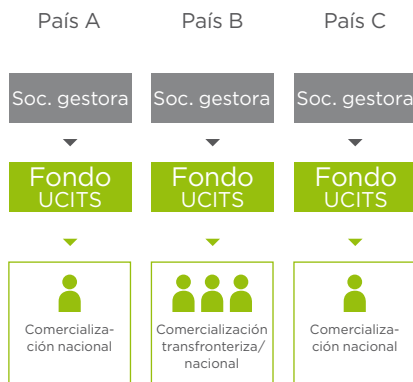 País A
País B
País C
Soc. gestora
Soc. gestora
Soc. gestora
Fondo
UCITS
Fondo
UCITS
Fondo
UCITS
Comercializa-
ción nacional
Comercialización
transfronteriza/
nacional
Comercializa-
ción nacional